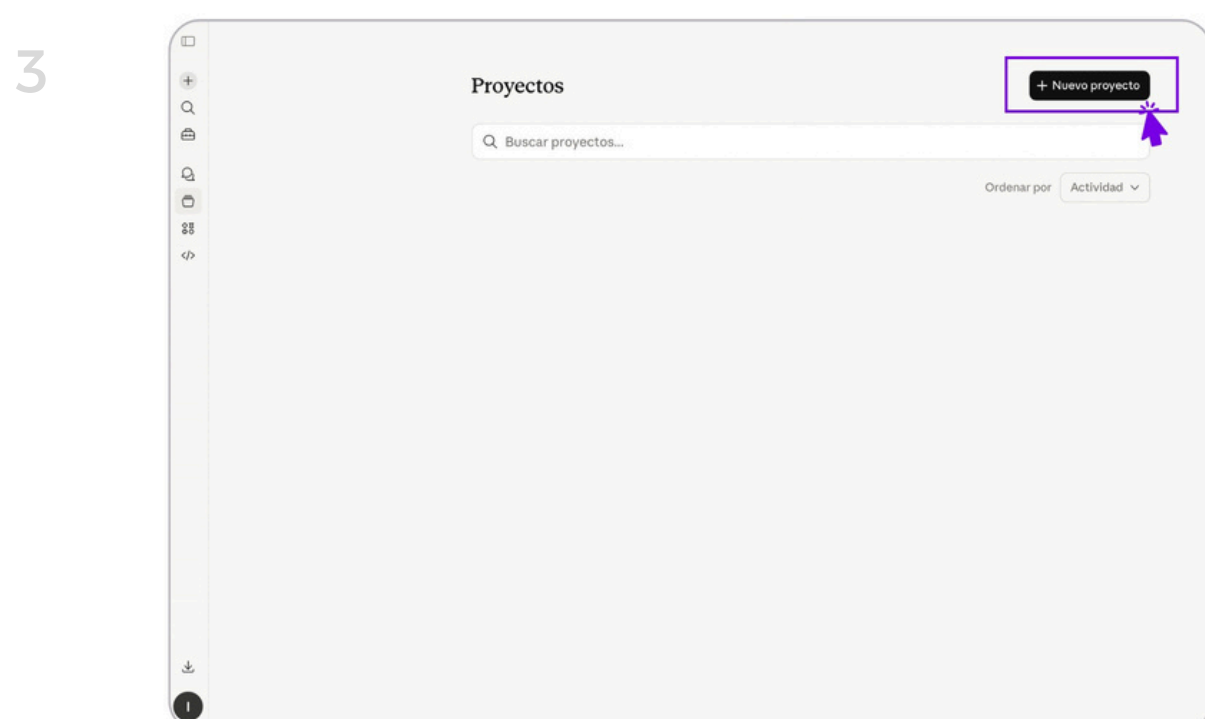 3
Proyectos
+ Nuevo proyecto
Buscar proyectos...
Ordenar por
Actividad
I